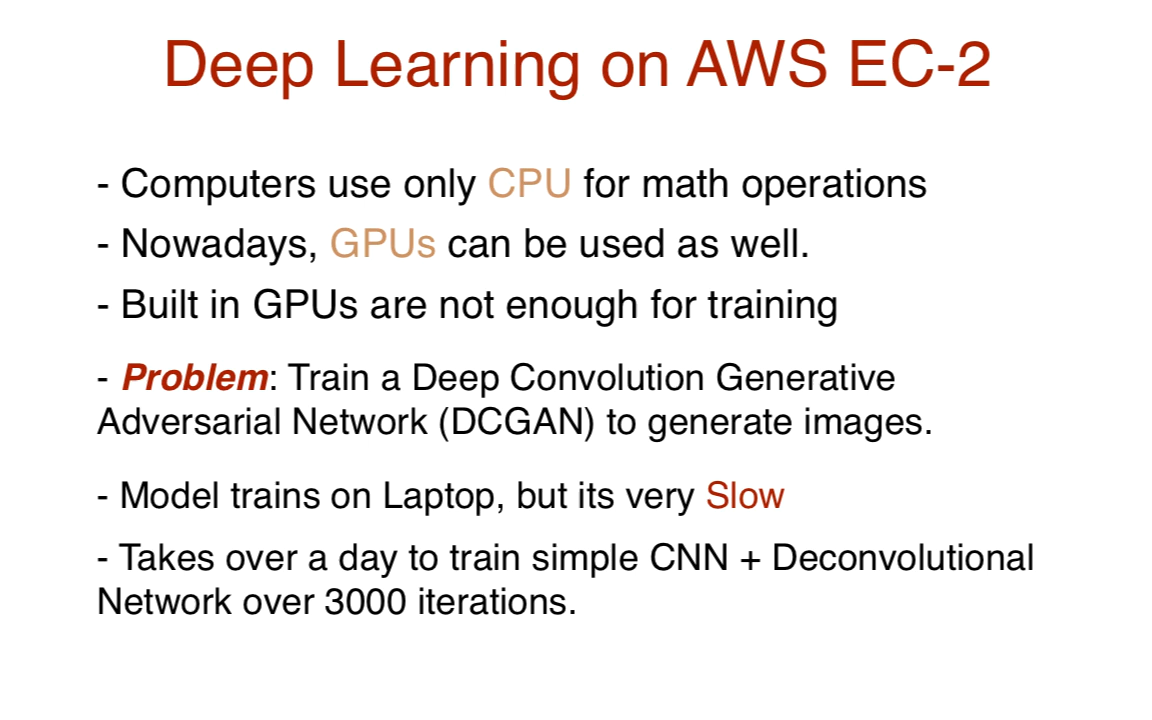 Deep Learning on AWS EC-2
- Computers use only CPU for math operations
- Nowadays, GPUs can be used as well.
- Built in GPUs are not enough for training
- Problem: Train a Deep Convolution Generative
Adversarial Network (DCGAN) to generate images.
- Model trains on Laptop, but its very Slow
- Takes over a day to train simple CNN + Deconvolutional
Network over 3000 iterations.